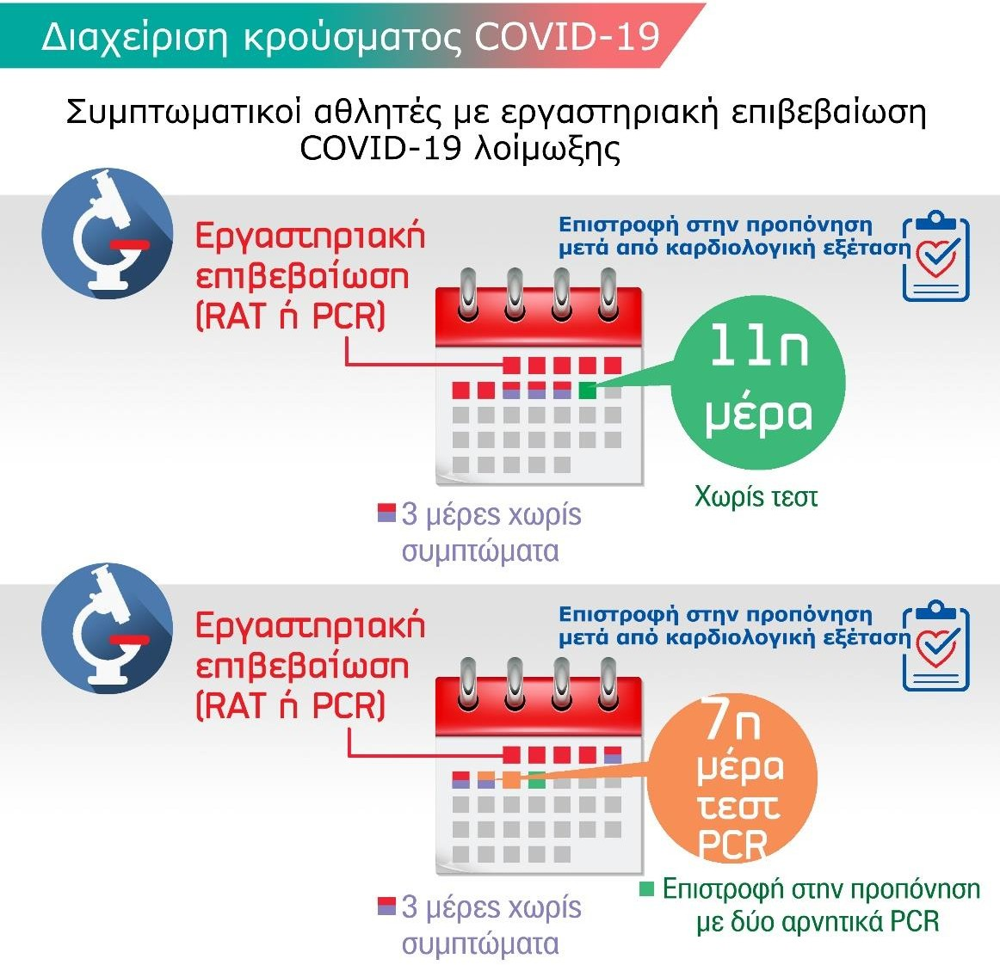 Διαχείριση κρούσματος COVID-19
Συμπτωματικοί αθλητές με εργαστηριακή επιβεβαίωση
COVID-19 λοίμωξης
Εργαστηριακή
επιβεβαίωση
(RAT ή PCR)
Επιστροφή στην προπόνηση
μετά από καρδιολογική εξέταση
11η
μέρα
Χωρίς τεστ
3 μέρες χωρίς
συμπτώματα
Εργαστηριακή
επιβεβαίωση
(RAT ή PCR)
Επιστροφή στην προπόνηση
μετά από καρδιολογική εξέταση
7η
μέρα
τεστ
PCR
Επιστροφή στην προπόνηση
με δύο αρνητικά PCR
3 μέρες χωρίς
συμπτώματα